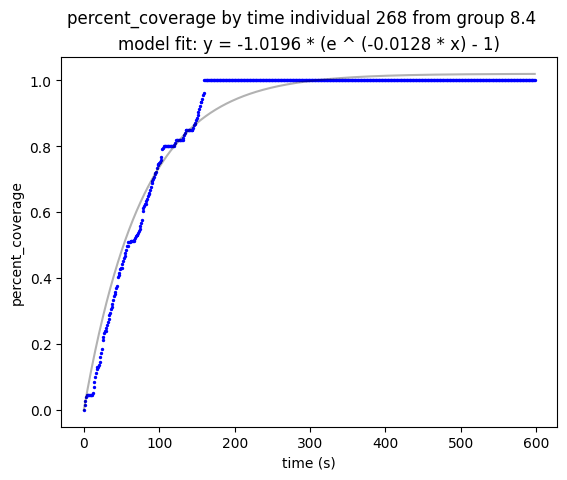 percent_coverage by time individual 268 from group 8.4
model fit: y = -1.0196 * (e ^ (-0.0128 * x) - 1)
1.0
0.8
0.6
0.4
0.2
0.0
percent_coverage
0 100 200 300 400 500 600
time (s)